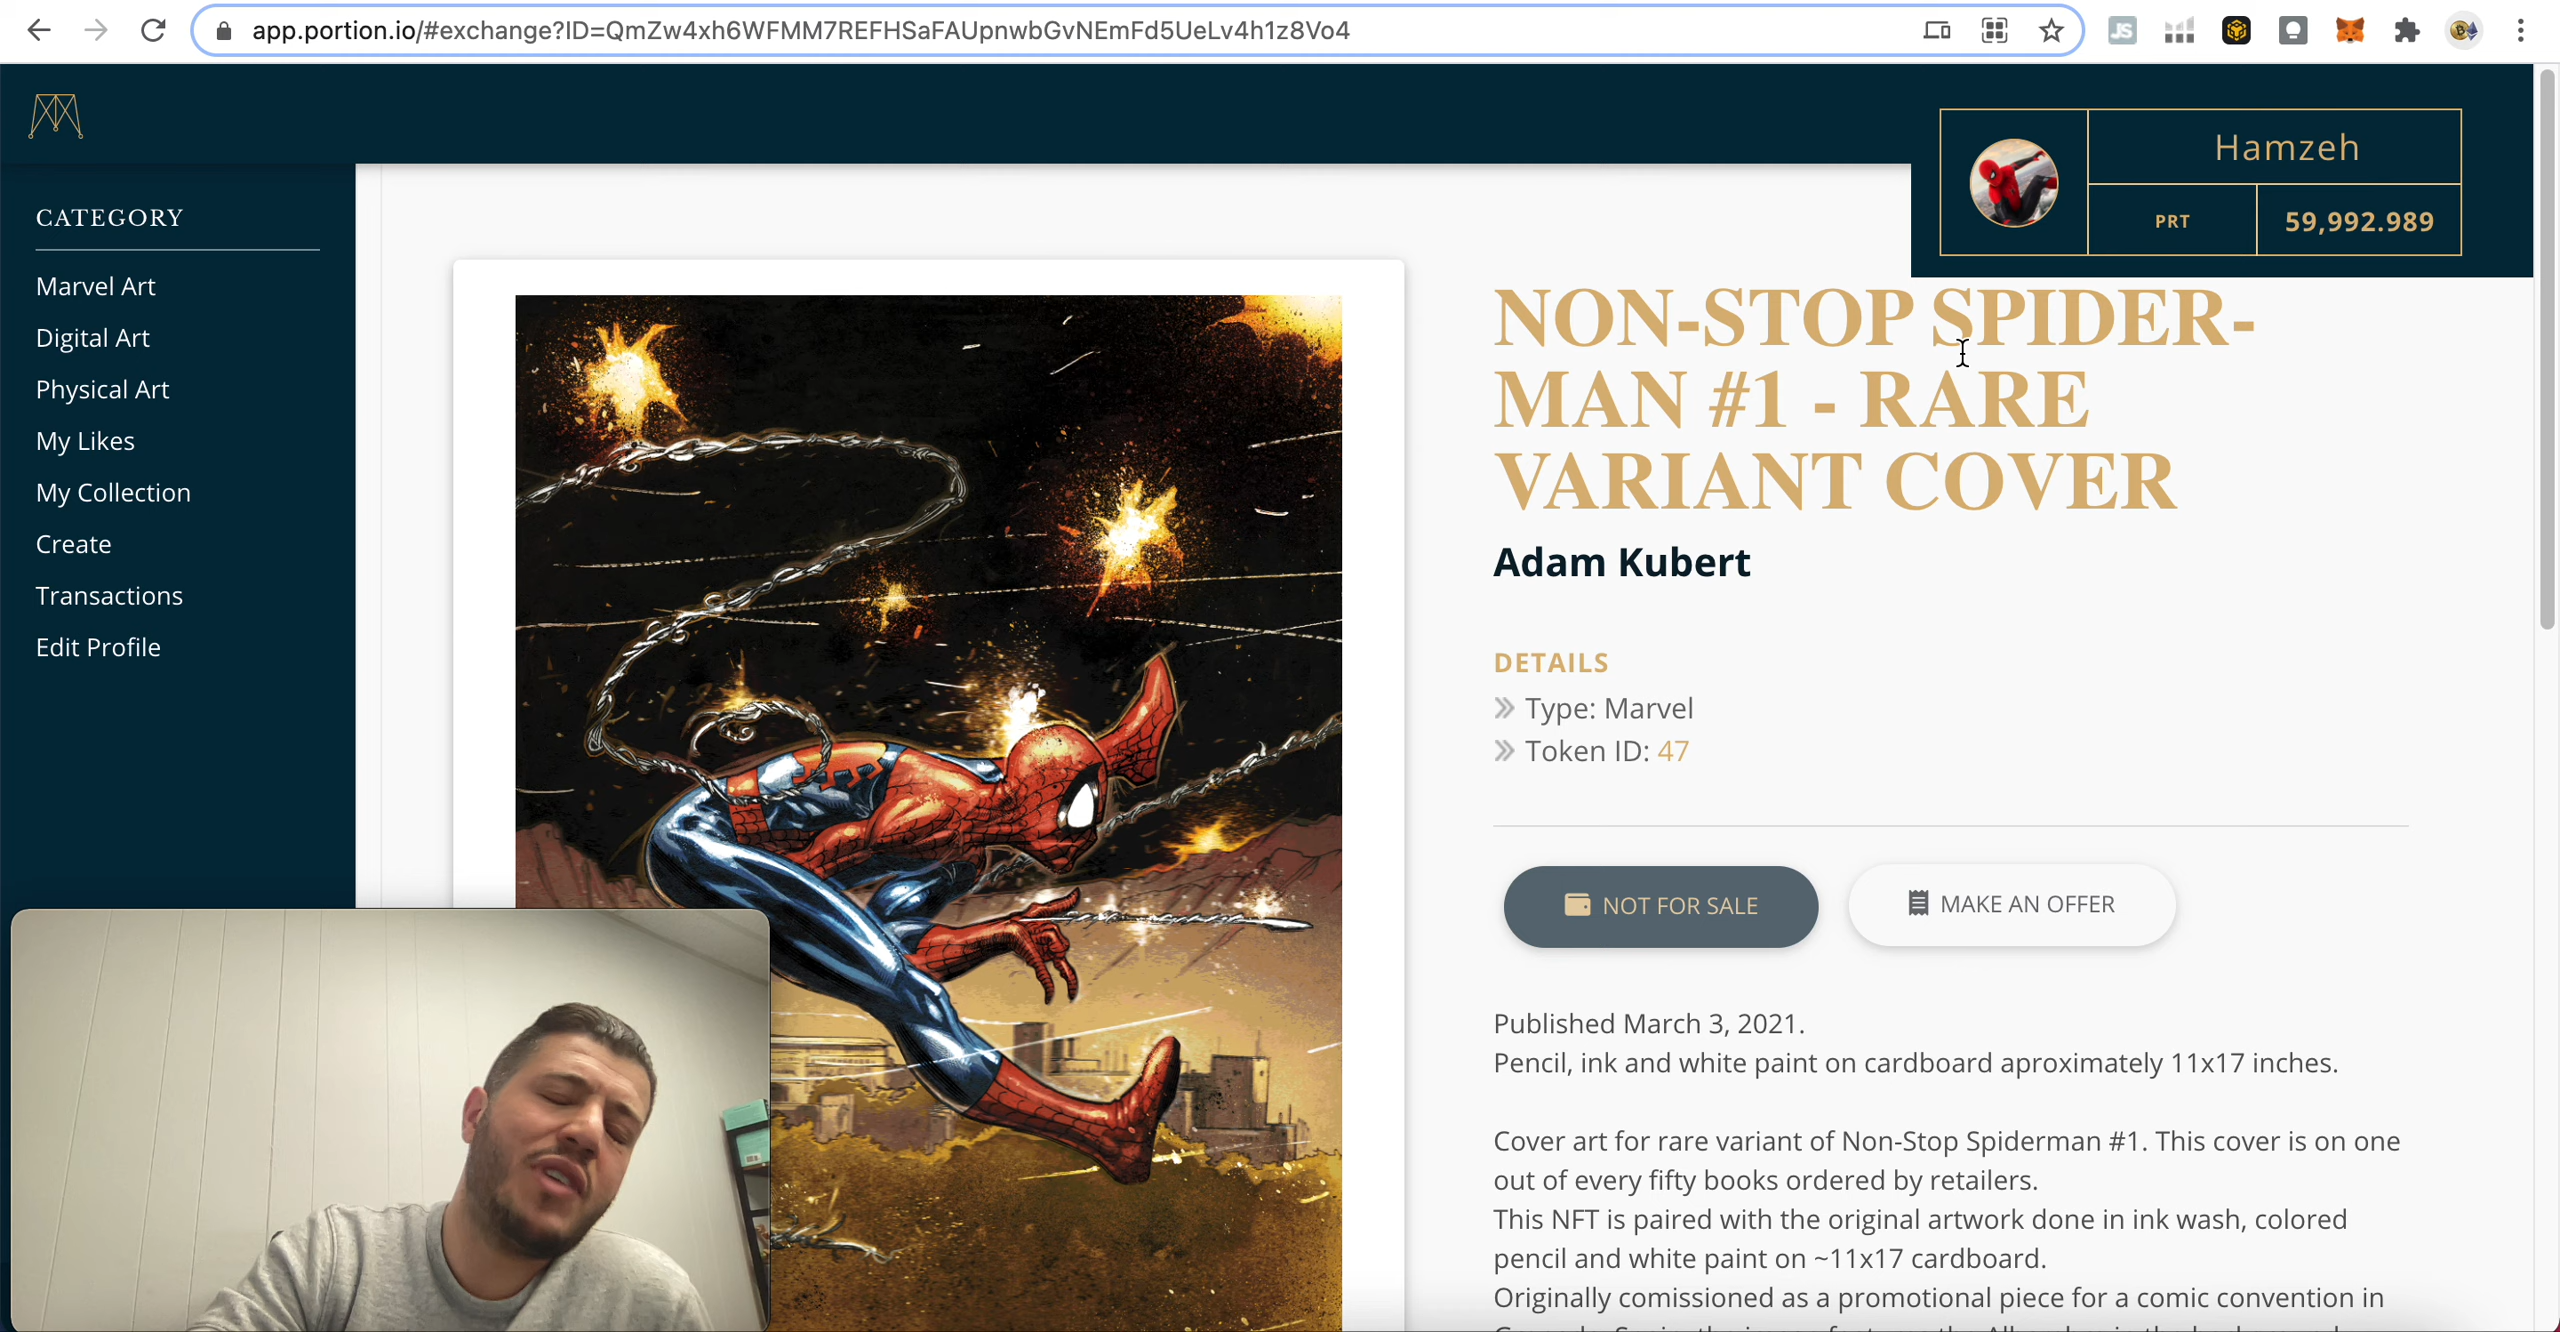 app.portion.io/#exchange?ID=QmZw4xh6WFMM7REFHSaFAUpnwbGvNEmFd5UeLv4h1z8Vo4
JS
Hamzeh
PRT
59,992.989
CATEGORY
Marvel Art
Digital Art
Physical Art
My Likes
My Collection
Create
Transactions
Edit Profile
NON-STOP SPIDER-
MAN #1 - RARE
VARIANT COVER
Adam Kubert
DETAILS
Type: Marvel
Token ID: 47
NOT FOR SALE
MAKE AN OFFER
Published March 3, 2021.
Pencil, ink and white paint on cardboard aproximately 11x17 inches.
Cover art for rare variant of Non-Stop Spiderman #1. This cover is on one
out of every fifty books ordered by retailers.
This NFT is paired with the original artwork done in ink wash, colored
pencil and white paint on ~11x17 cardboard.
Originally comissioned as a promotional piece for a comic convention in